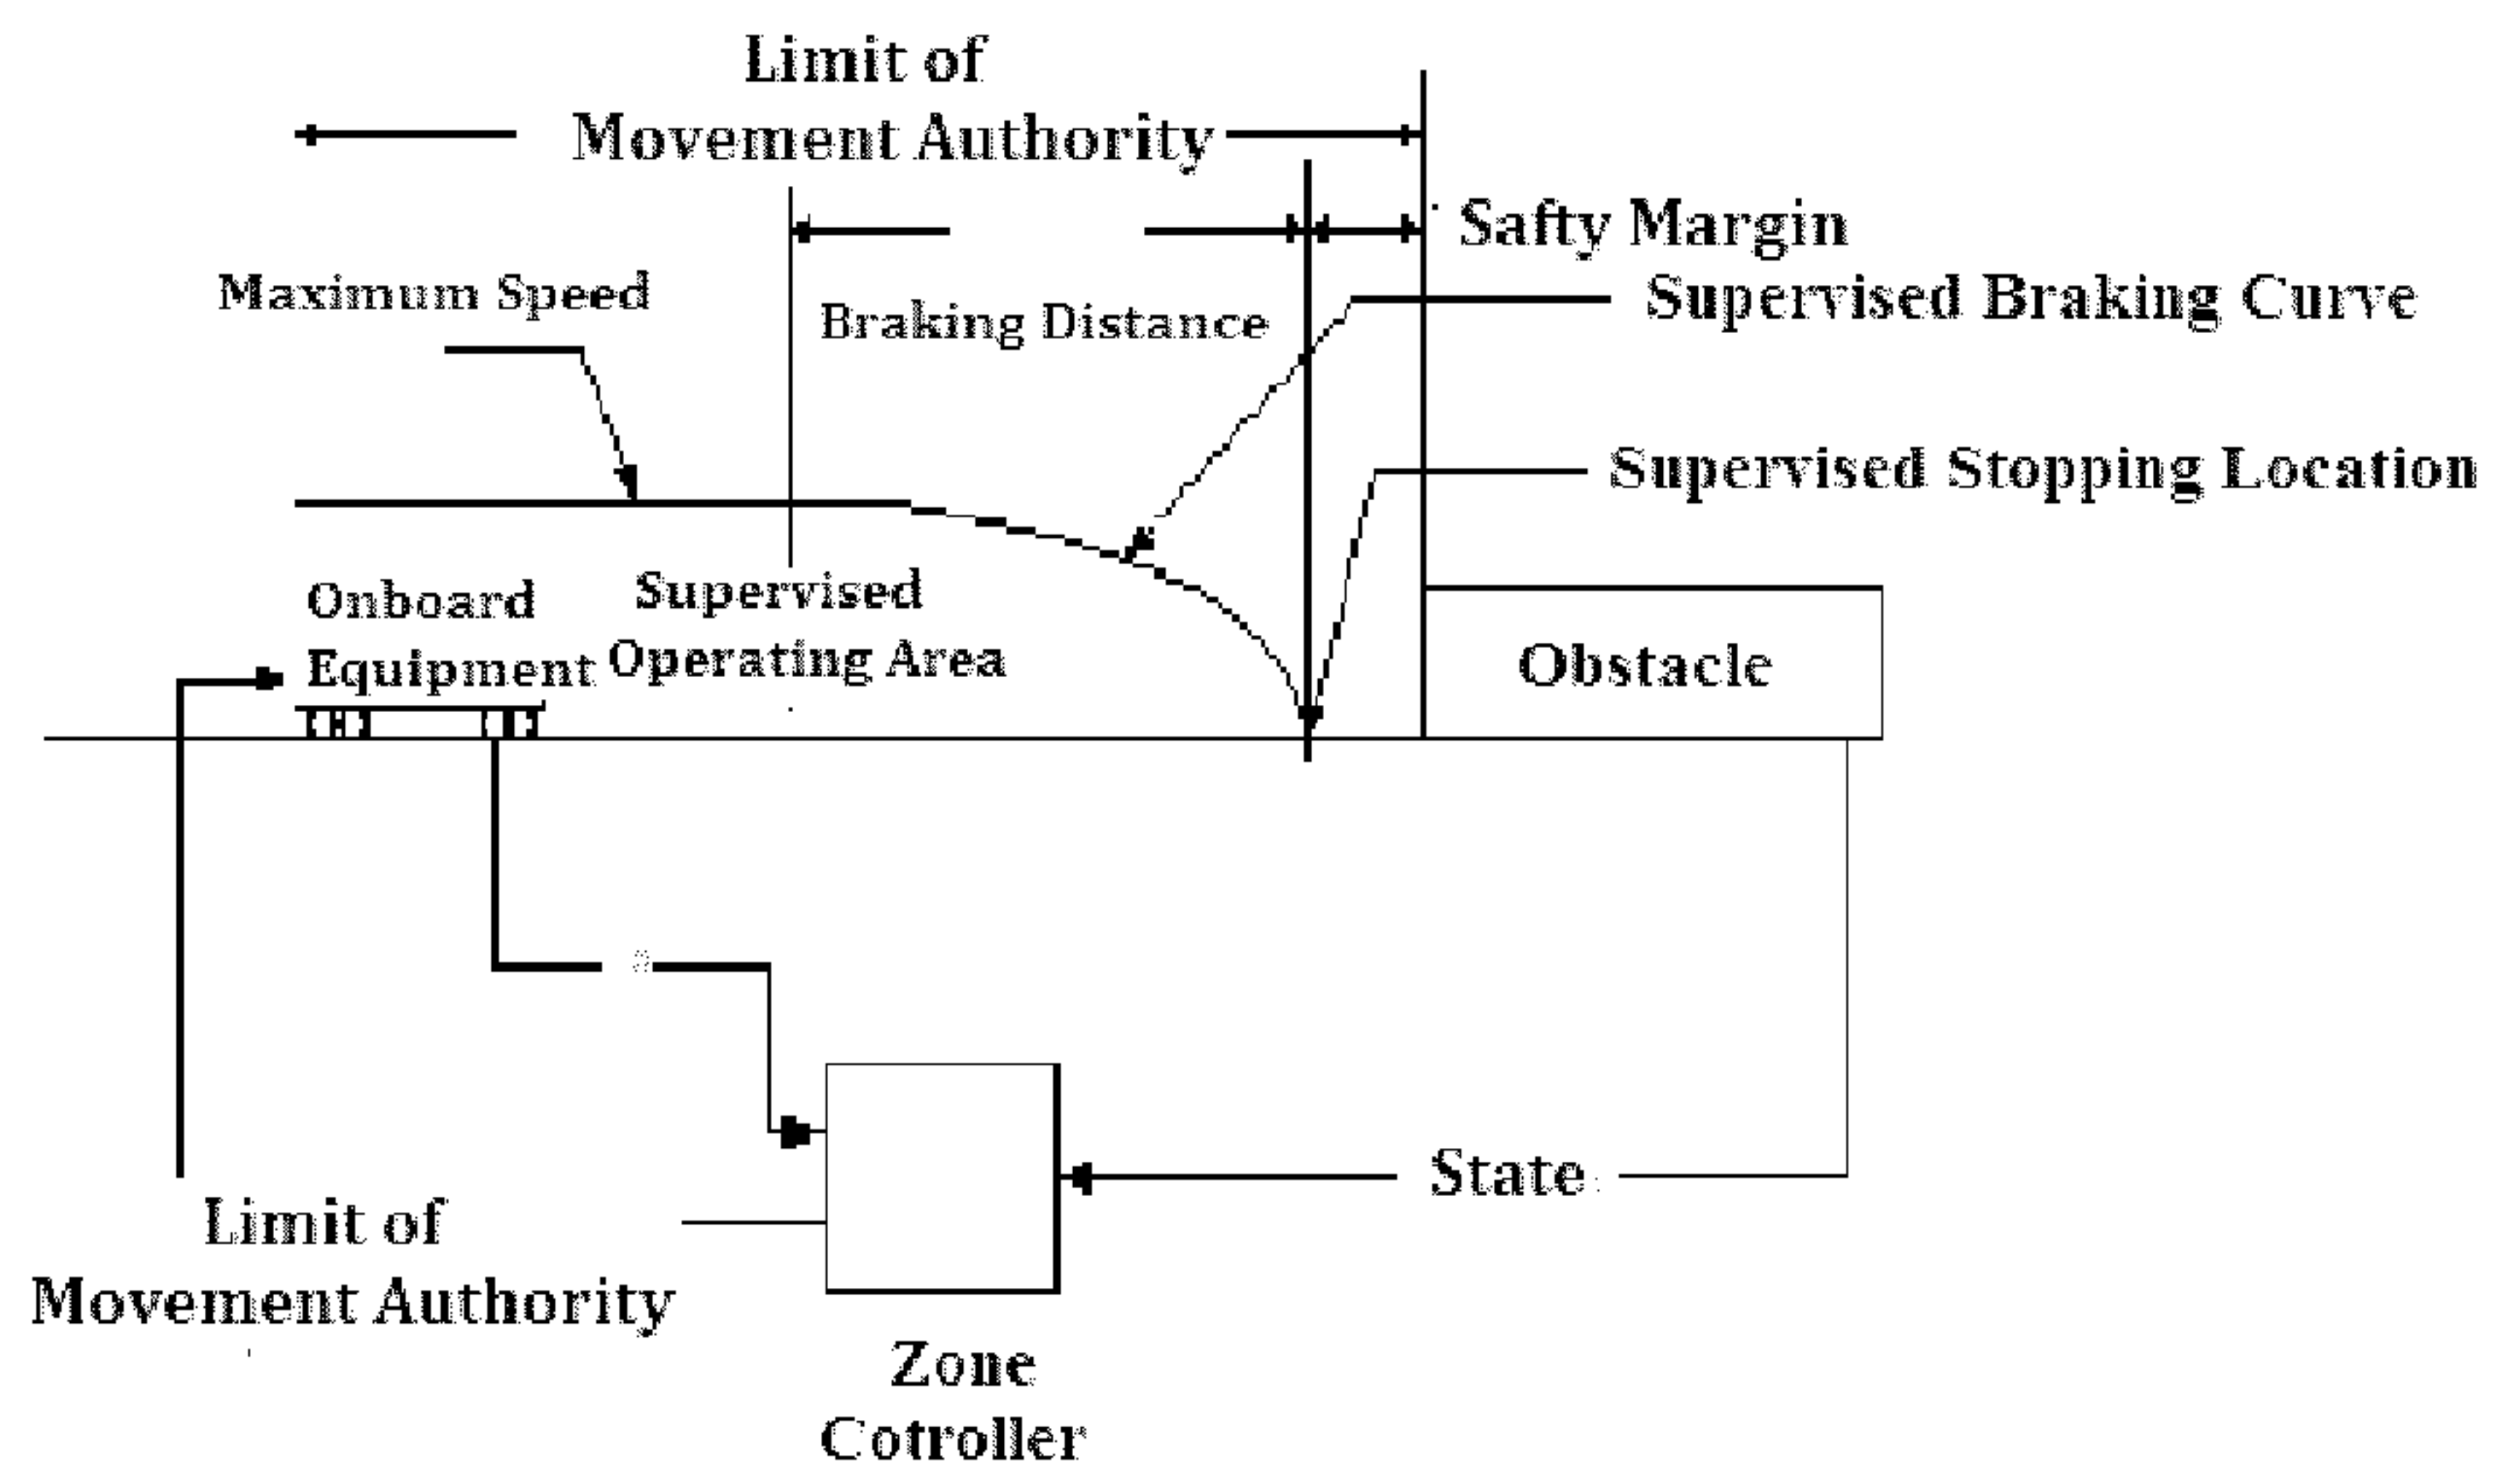 Limit of
Movement Authority
Safty Margin
Maximum Speed
Braking Distance
Supervised Braking Curve
Supervised Stopping Location
Onboard
Equipment
Supervised
Operating Area
Obstacle
a
State
Limit of
Movement Authority
Zone
Cotroller